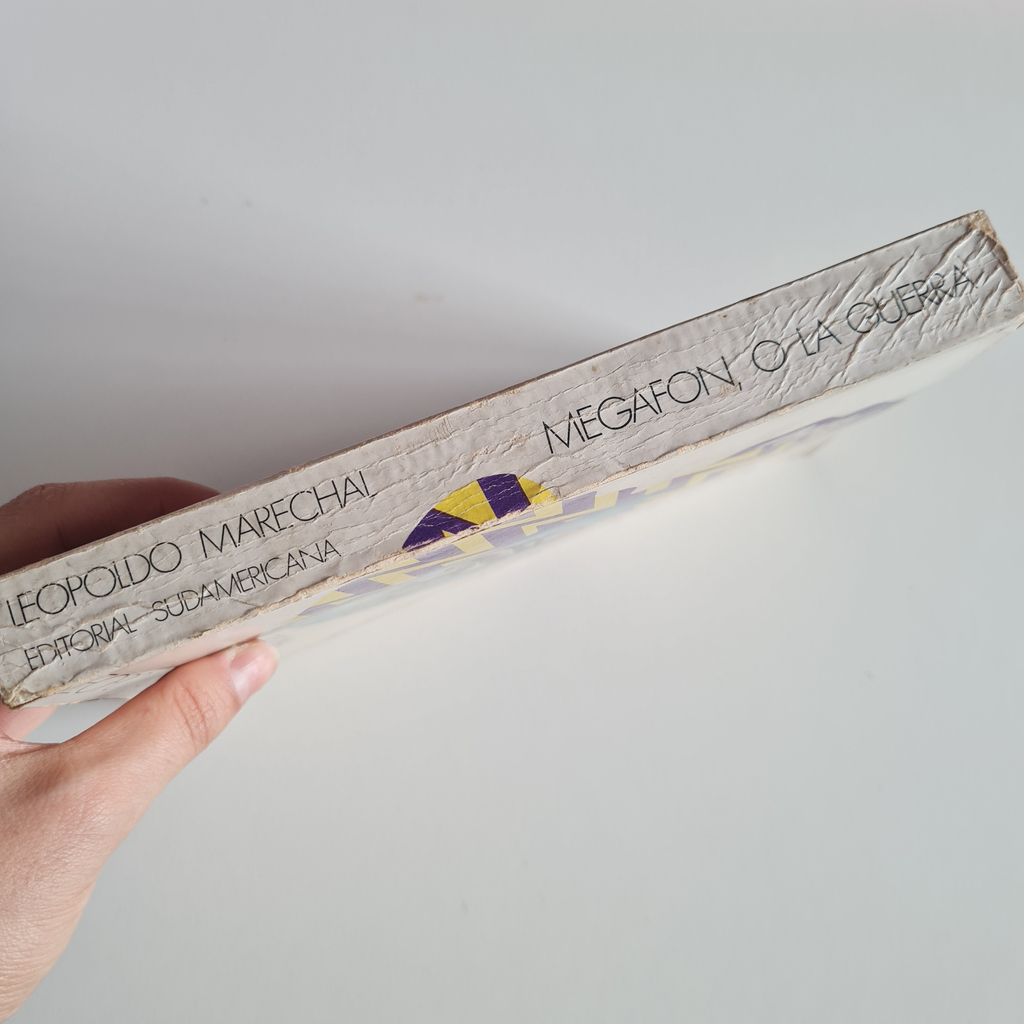 LEOPOLDO MARECHAL
EDITORIAL SUDAMERICANA
MEGAFON, O LA GUERRA